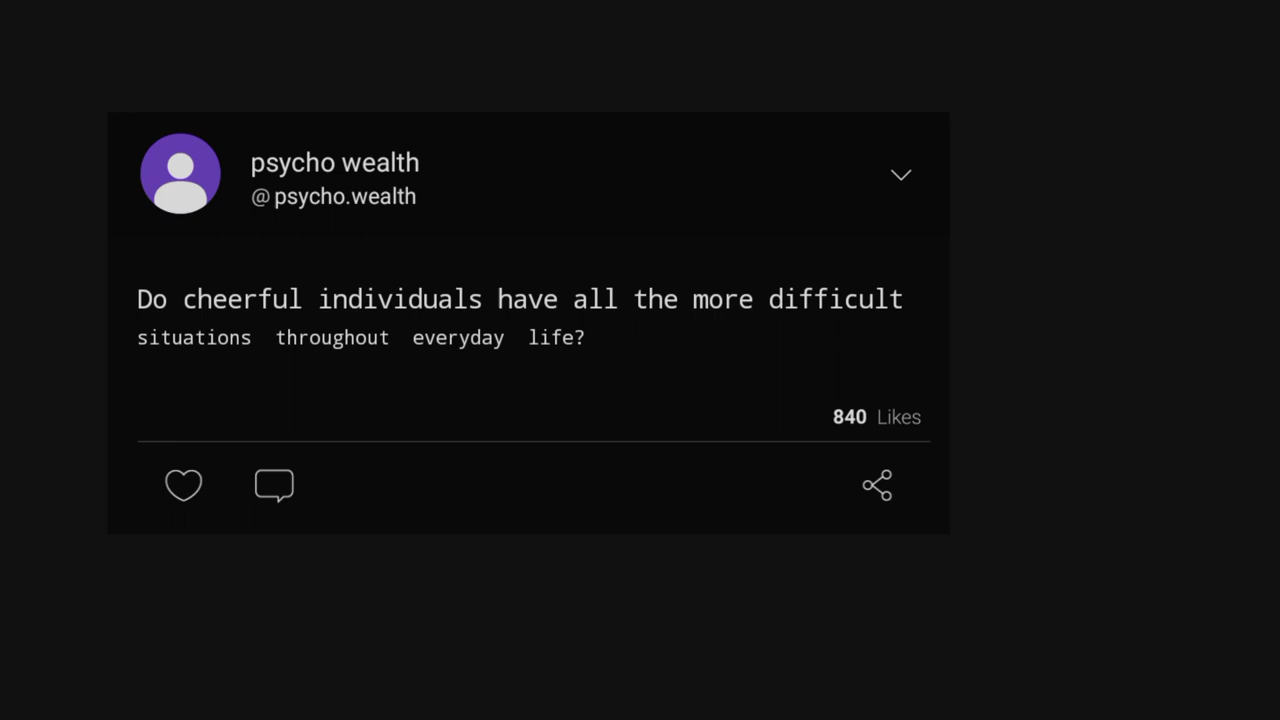 psycho wealth
@psycho.wealth
Do cheerful individuals have all the more difficult
situations throughout everyday life?
840 Likes